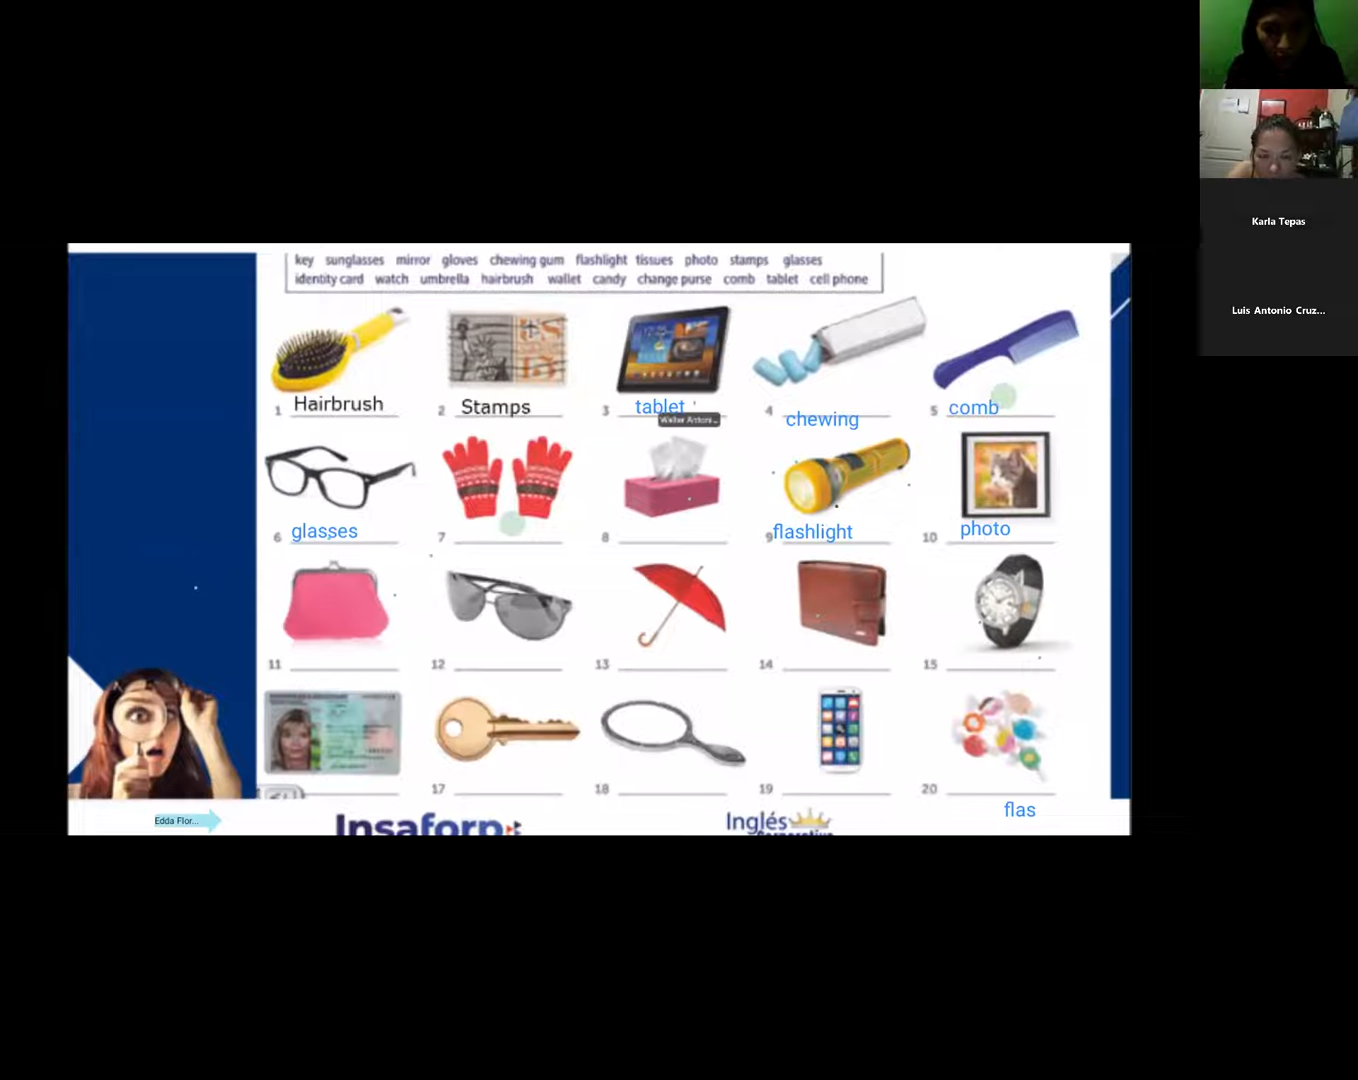 Karla Tepas
Luis Antonio Cruz...
key sunglasses mirror gloves chewing gum flashlight tissues photo stamps glasses
identity card watch umbrella hairbrush wallet candy change purse comb tablet cell phone
1 Hairbrush
2 Stamps
3 tablet
Walter Antoni...
4 chewing
5 comb
6 glasses
7
8
9 flashlight
10 photo
11
12
13
14
15
17
18
19
20
flas
Edda Flor...
Insaforp
Inglés
Corporativo